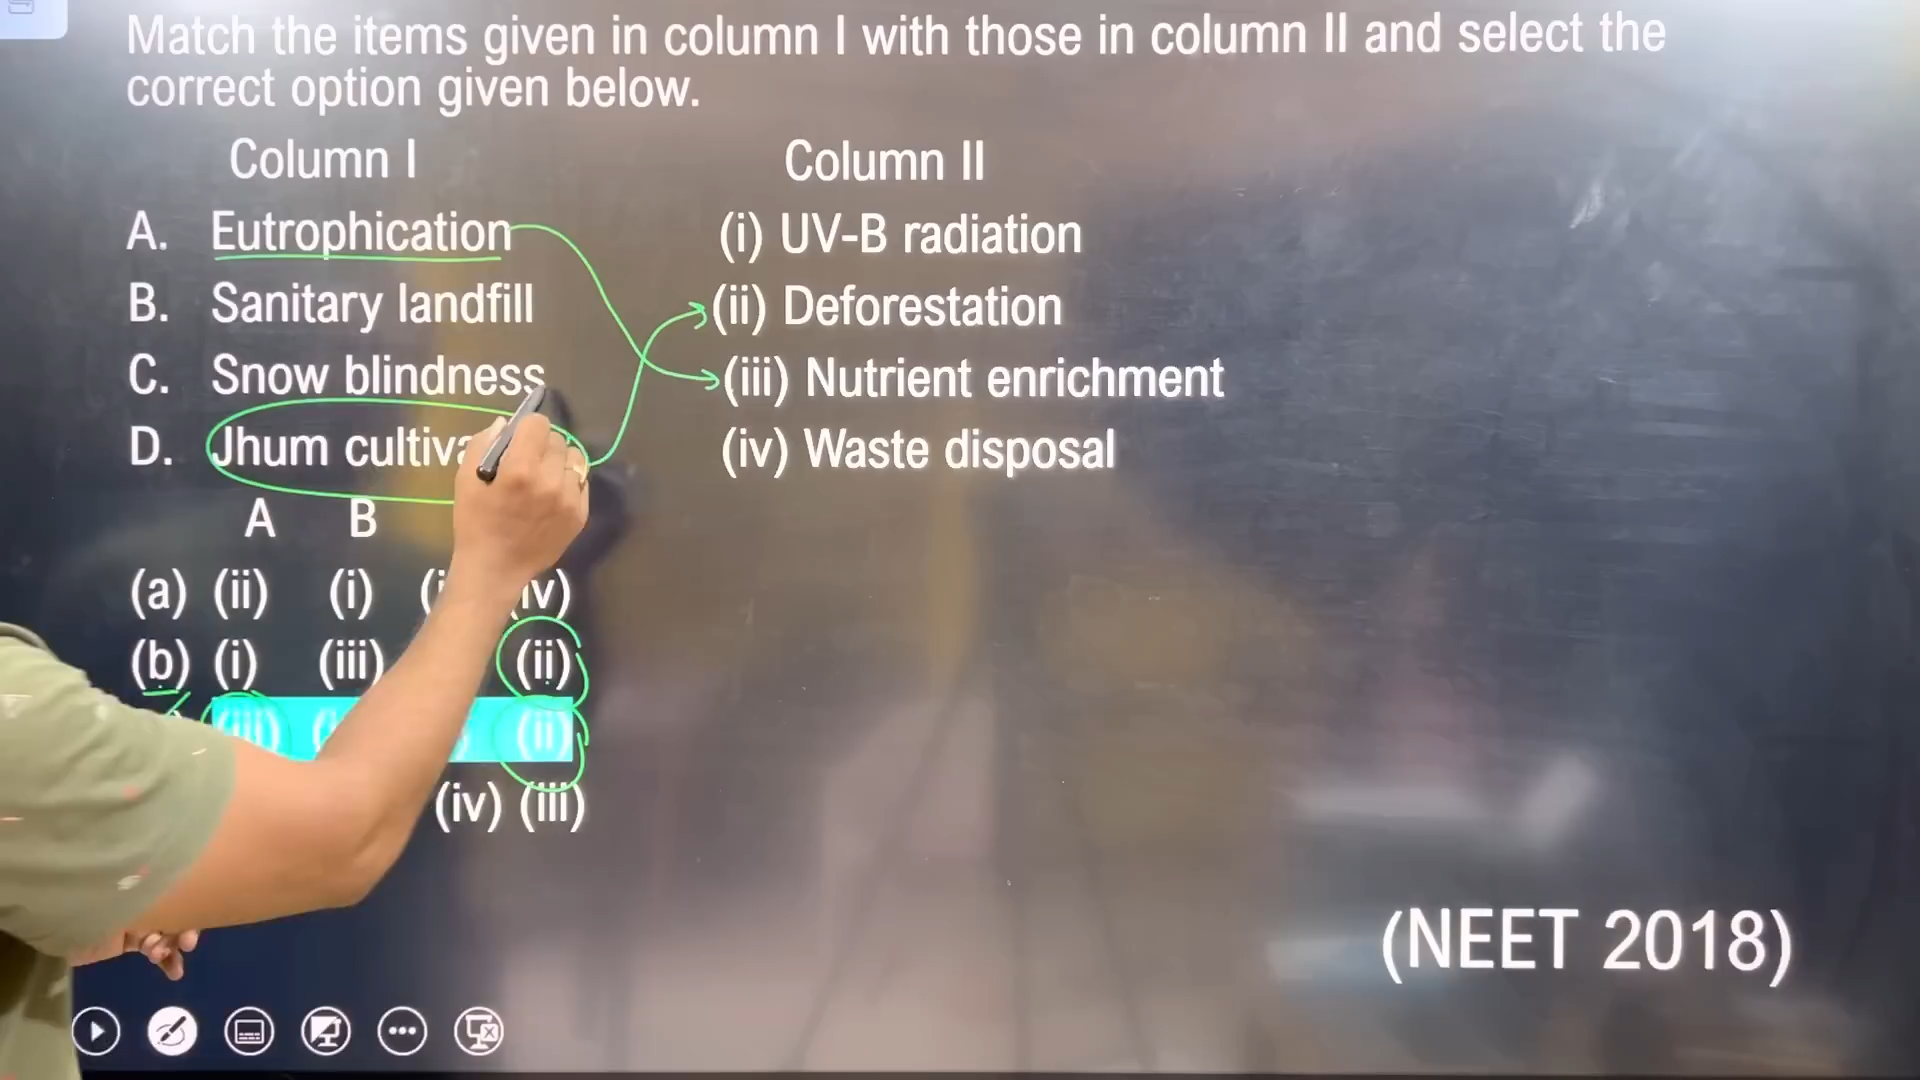 Match the items given in column I with those in column II and select the
correct option given below.
Column I Column II
A. Eutrophication (i) UV-B radiation
B. Sanitary landfill (ii) Deforestation
C. Snow blindness (iii) Nutrient enrichment
D. Jhum (iv) Waste disposal
A B
(a) (ii) (i)
(b) (i) (iii) (ii)
(iii) (ii)
(iv) (iii)
(NEET 2018)